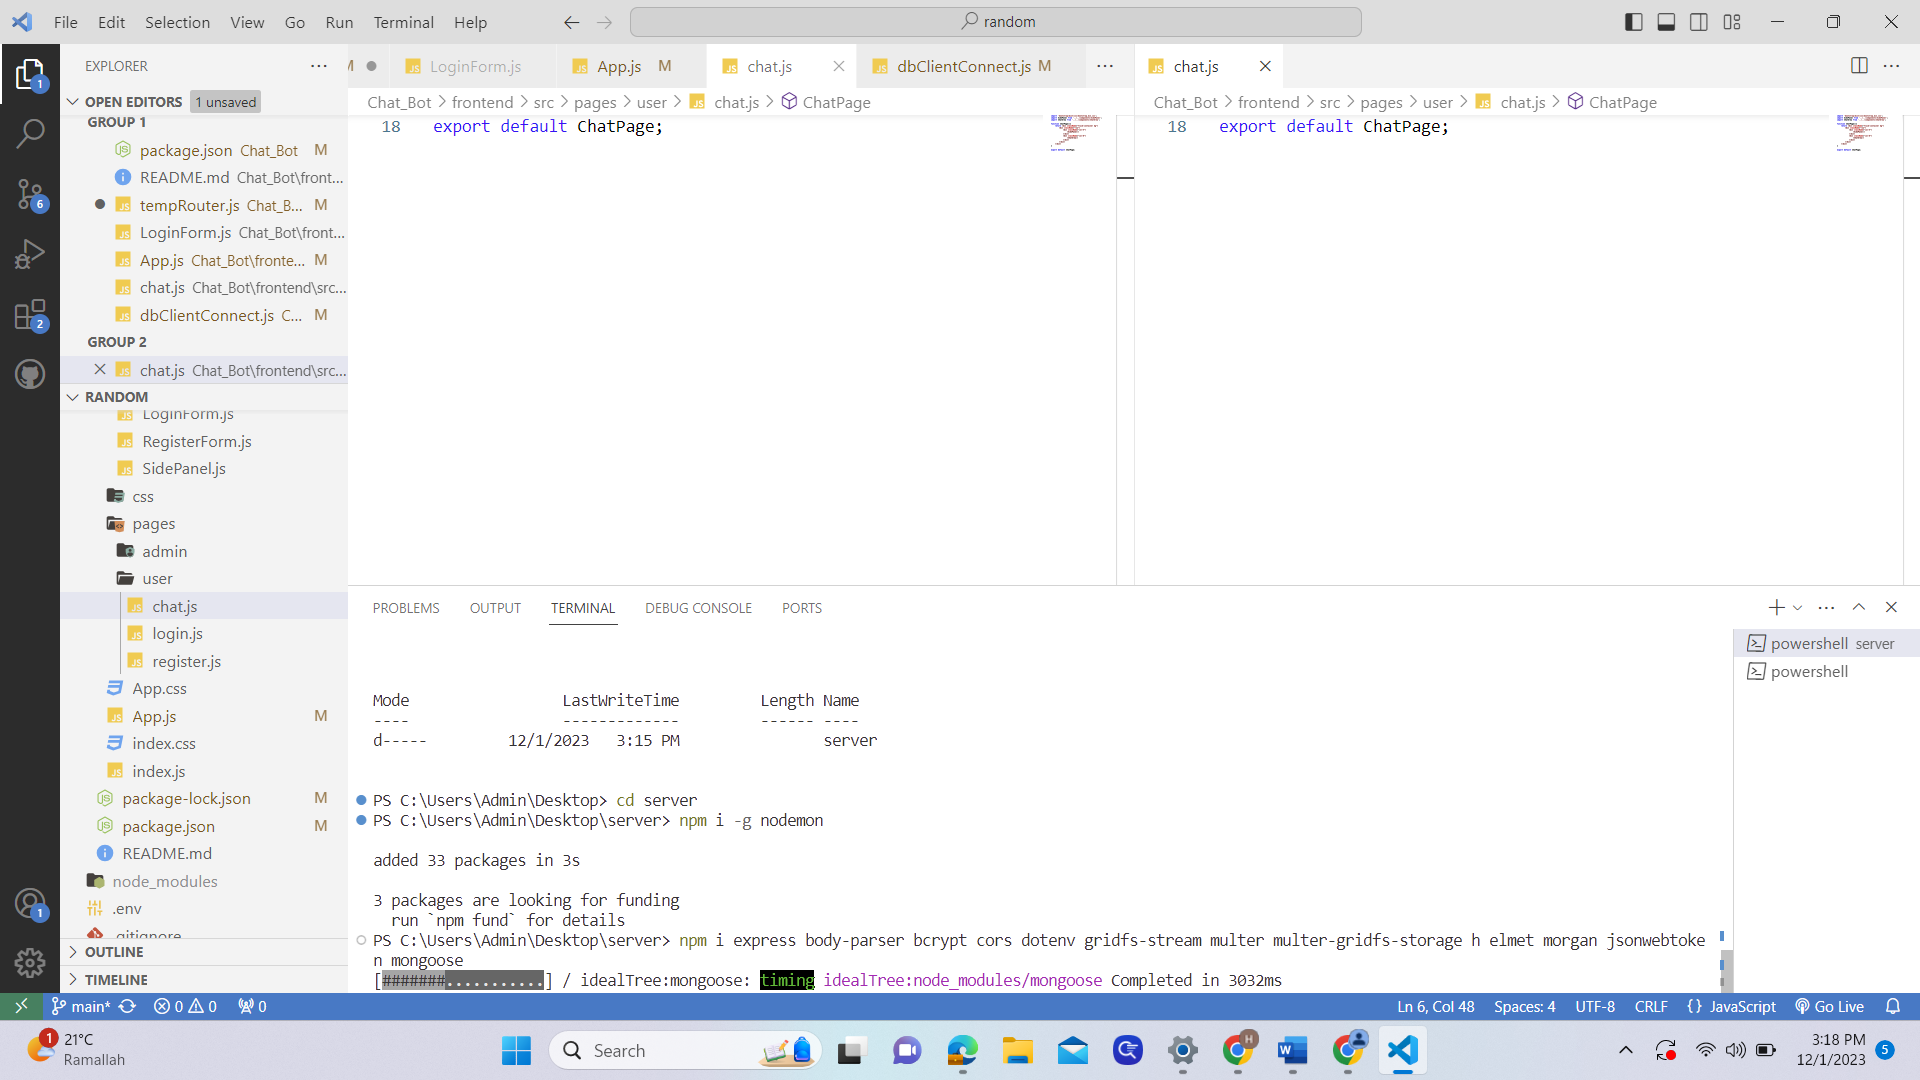 File Edit Selection View Go Run Terminal Help
random
EXPLORER
OPEN EDITORS 1 unsaved
GROUP 1
package.json Chat_Bot M
README.md Chat_Bot\front...
tempRouter.js Chat_B... M
LoginForm.js Chat_Bot\front...
App.js Chat_Bot\fronte... M
chat.js Chat_Bot\frontend\src...
dbClientConnect.js C... M
GROUP 2
chat.js Chat_Bot\frontend\src...
RANDOM
LoginForm.js
RegisterForm.js
SidePanel.js
css
pages
admin
user
chat.js
login.js
register.js
App.css
App.js M
index.css
index.js
package-lock.json M
package.json M
README.md
node_modules
.env
.gitignore
OUTLINE
TIMELINE
1
6
2
1
M LoginForm.js App.js M chat.js dbClientConnect.js M
Chat_Bot > frontend > src > pages > user > chat.js > ChatPage
18 export default ChatPage;
chat.js
Chat_Bot > frontend > src > pages > user > chat.js > ChatPage
18 export default ChatPage;
PROBLEMS OUTPUT TERMINAL DEBUG CONSOLE PORTS
powershell server
powershell
Mode LastWriteTime Length Name
---- ------------- ------ ----
d----- 12/1/2023 3:15 PM server
PS C:\Users\Admin\Desktop> cd server
PS C:\Users\Admin\Desktop\server> npm i -g nodemon
added 33 packages in 3s
3 packages are looking for funding
run `npm fund` for details
PS C:\Users\Admin\Desktop\server> npm i express body-parser bcrypt cors dotenv gridfs-stream multer multer-gridfs-storage h elmet morgan jsonwebtoke
n mongoose
[#######...........] / idealTree:mongoose: timing idealTree:node_modules/mongoose Completed in 3032ms
main* 0 0 0
Ln 6, Col 48 Spaces: 4 UTF-8 CRLF {} JavaScript Go Live
1
21°C
Ramallah
Search
H
3:18 PM
12/1/2023
5